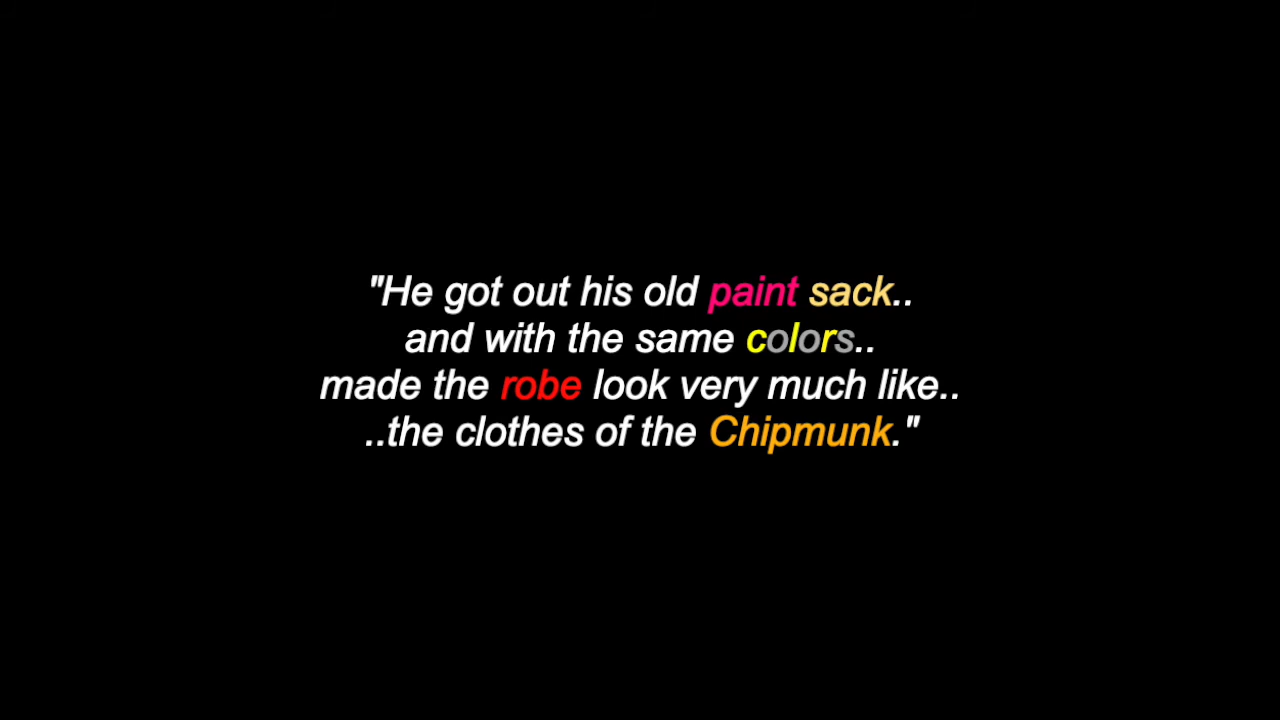 "He got out his old paint sack..
and with the same colors..
made the robe look very much like..
..the clothes of the Chipmunk."